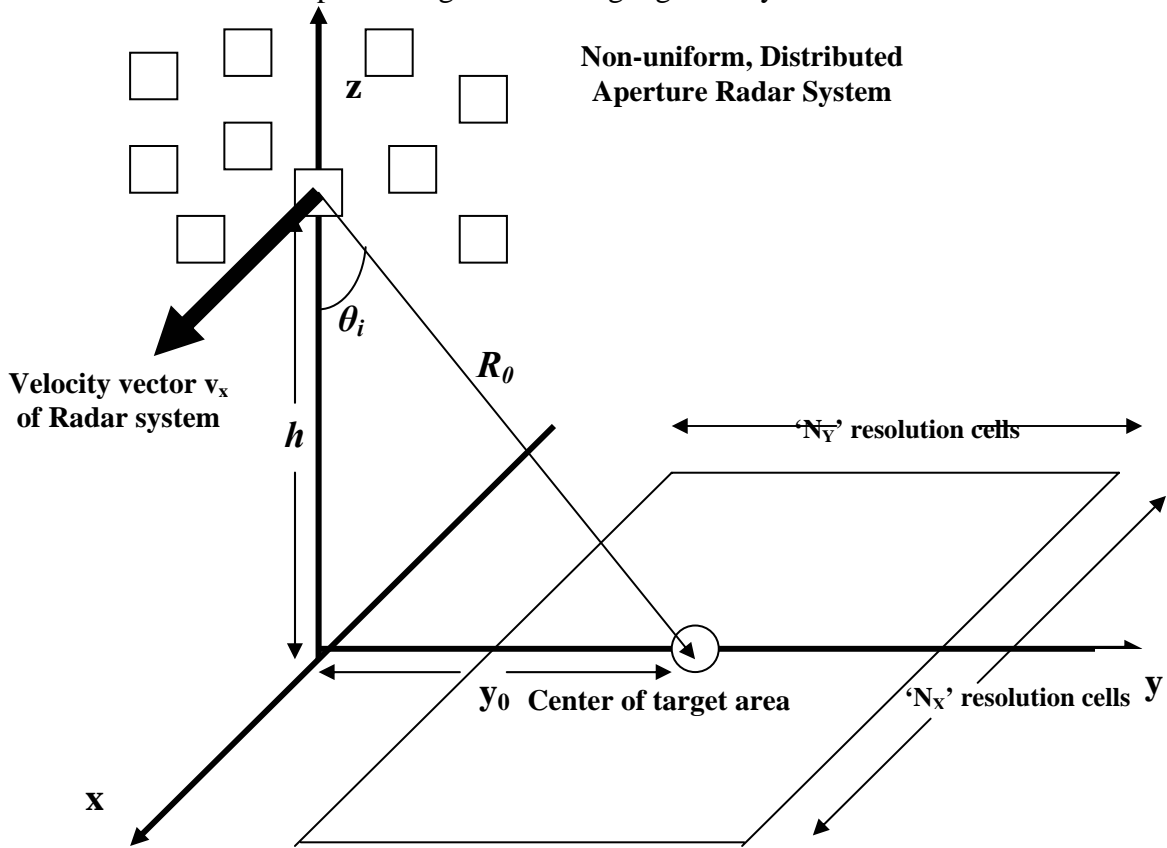 Non-uniform, Distributed
Aperture Radar System
z
θi
R0
Velocity vector vx
of Radar system
h
‘NY’ resolution cells
y0 Center of target area
‘NX’ resolution cells
y
x